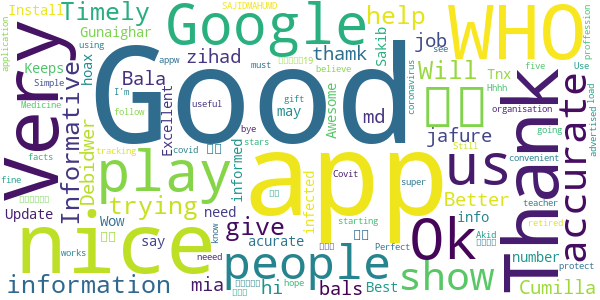 Install
Timely
Google
SAJIDWAHUMD
help
WHO
Gunaighar
Keeps
hoax
zihad
thamk
Sakib
job
Tnx
using
see
application
proffession
Simple
Medicine
Bala
I'm
Excellent
may
md
Awesome
Will
coronavirus
Hhhh
five
Use
must
believe
appw
follow
useful
gift
stars
bye
covid
Very
Good
app
us
Thank
accurate
Informative
Debidwer
play
informed
jafure
organisation
still
going
convenient
advertised
load
facts
tracking
trying
infected
Better
teacher
fine
Update
Wow
need
give
Covit
super
Ok
info
Akid
retired
nice
say
acurate
people
starting
Perfect
show
number
protect
works
know
neeed
information
mia
hi
bals
hope
Best
Cumilla
19